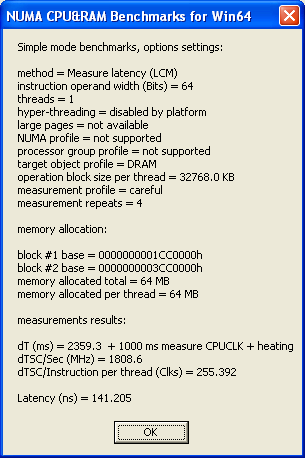 NUMA CPU&RAM Benchmarks for Win64
Simple mode benchmarks, options settings:
method = Measure latency (LCM)
instruction operand width (Bits) = 64
threads = 1
hyper-threading = disabled by platform
large pages = not available
NUMA profile = not supported
processor group profile = not supported
target object profile = DRAM
operation block size per thread = 32768.0 KB
measurement profile = careful
measurement repeats = 4
memory allocation:
block #1 base = 0000000001CC0000h
block #2 base = 0000000003CC0000h
memory allocated total = 64 MB
memory allocated per thread = 64 MB
measurements results:
dT (ms) = 2359.3  + 1000 ms measure CPUCLK + heating
dTSC/Sec (MHz) = 1808.6
dTSC/Instruction per thread (Clks) = 255.392
Latency (ns) = 141.205
OK